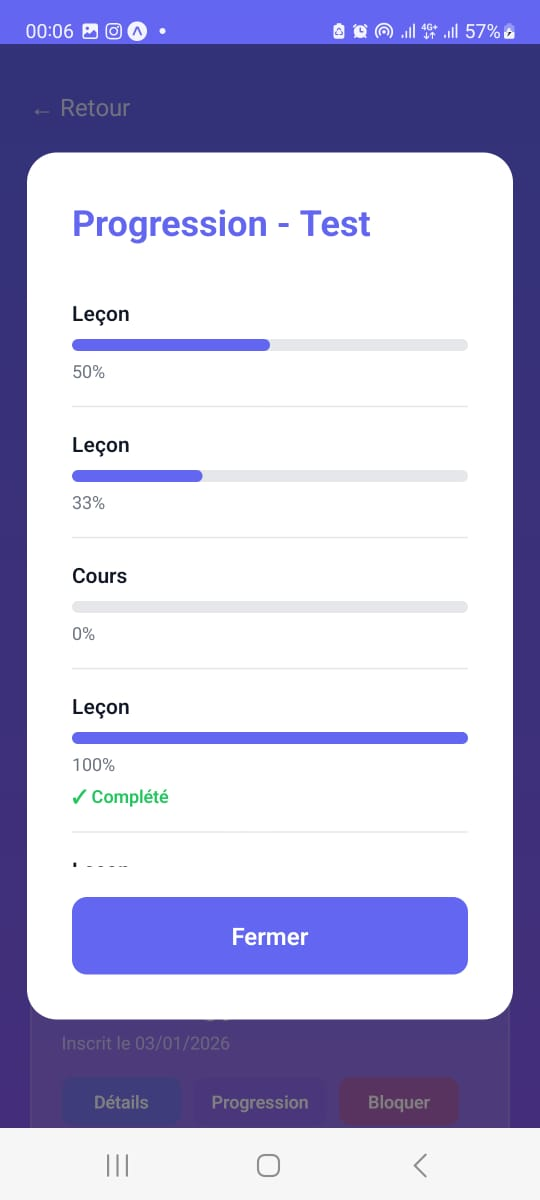 00:06
4G+
57%
← Retour
Progression - Test
Leçon
50%
Leçon
33%
Cours
0%
Leçon
100%
✓ Complété
Fermer
Inscrit le 03/01/2026
Détails
Progression
Bloquer